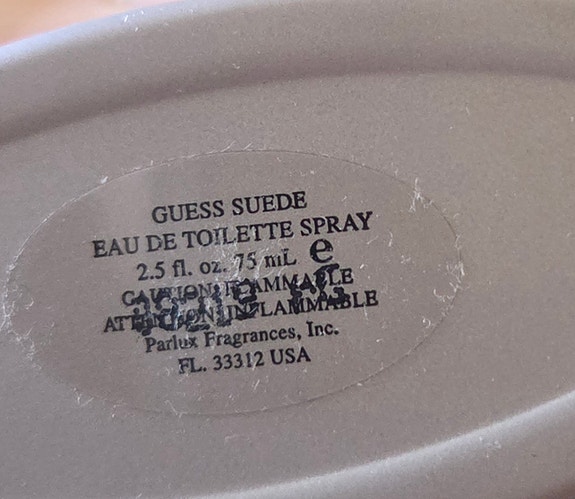 GUESS SUEDE
EAU DE TOILETTE SPRAY
2.5 fl. oz. 75 mL e
CAUTION: FLAMMABLE
ATTENTION: INFLAMMABLE
Parlux Fragrances, Inc.
FL. 33312 USA